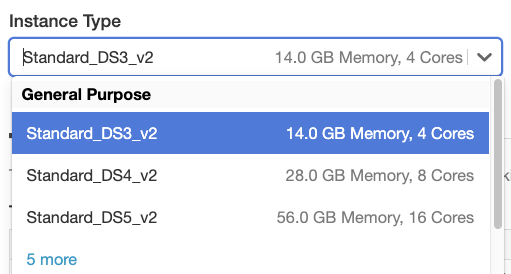 Instance Type
Standard_DS3_v2 14.0 GB Memory, 4 Cores
General Purpose
Standard_DS3_v2 14.0 GB Memory, 4 Cores
Standard_DS4_v2 28.0 GB Memory, 8 Cores
Standard_DS5_v2 56.0 GB Memory, 16 Cores
5 more